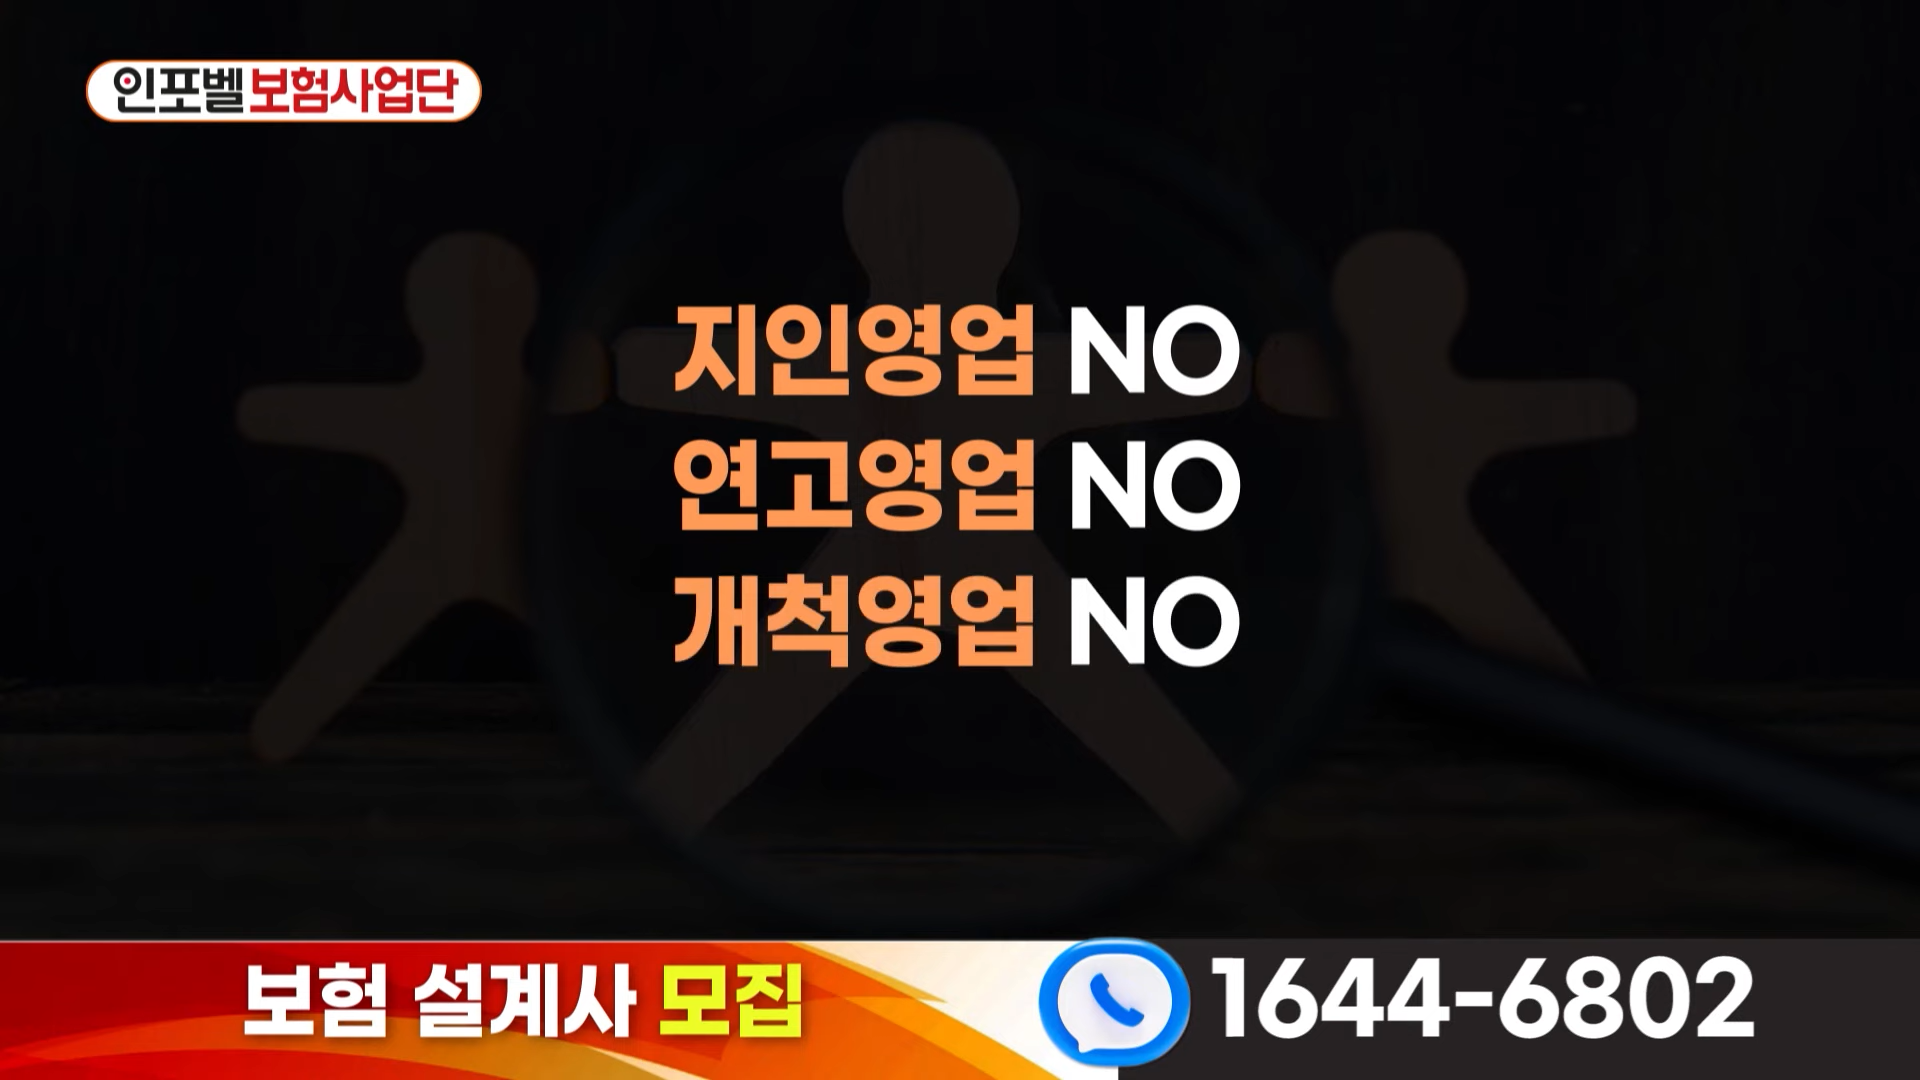 인포벨 보험사업단
지인영업 NO
연고영업 NO
개척영업 NO
보험 설계사 모집
1644-6802